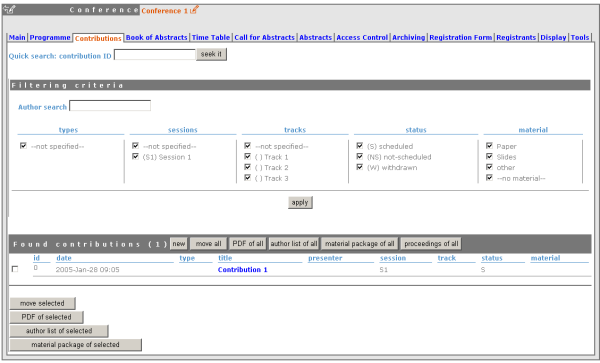 Conference Conference 1
Main Programme Contributions Book of Abstracts Time Table Call for Abstracts Abstracts Access Control Archiving Registration Form Registrants Display Tools
Quick search: contribution ID seek it
Filtering criteria
Author search
types sessions tracks status material
--not specified-- --not specified-- --not specified-- (S) scheduled Paper
(S1) Session 1 ( ) Track 1 (NS) not-scheduled Slides
( ) Track 2 (W) withdrawn other
( ) Track 3 --no material--
apply
Found contributions (1) new move all PDF of all author list of all material package of all proceedings of all
id date type title presenter session track status material
0 2005-Jan-28 09:05 Contribution 1 S1 S
move selected
PDF of selected
author list of selected
material package of selected